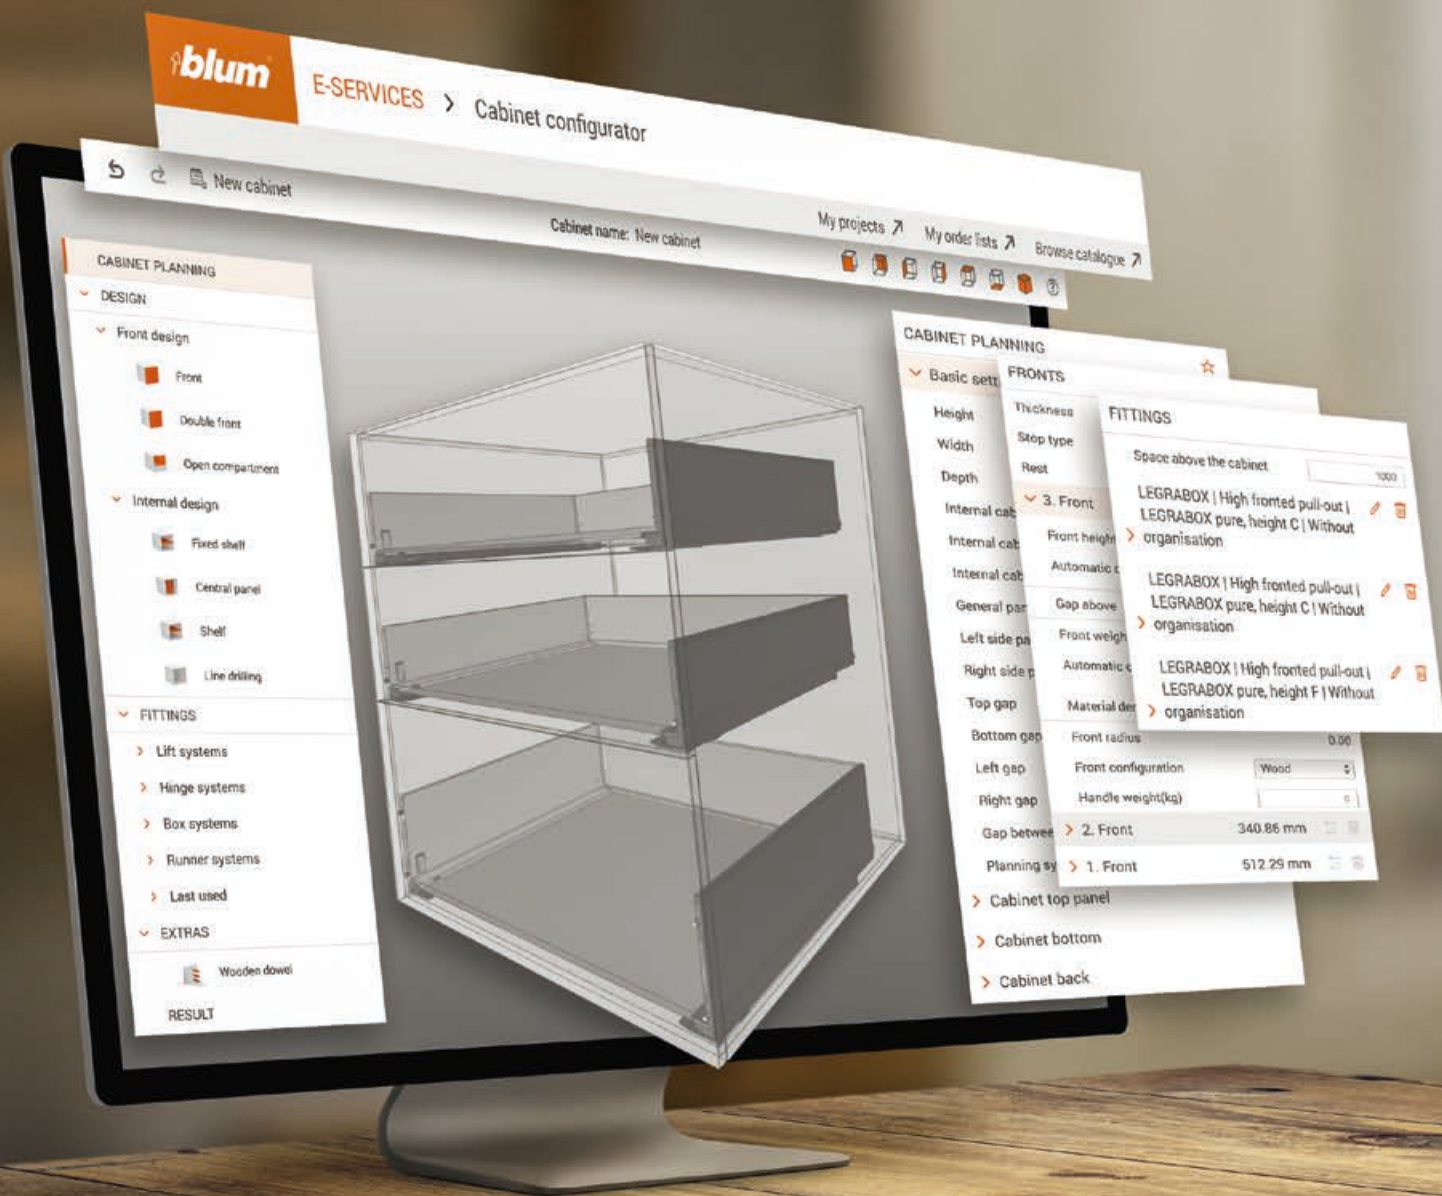 blum
E-SERVICES > Cabinet configurator
New cabinet
Cabinet name: New cabinet
My projects
My order lists
Browse catalogue
CABINET PLANNING
DESIGN
Front design
Front
Double front
Open compartment
Internal design
Fixed shelf
Central panel
Shelf
Line drilling
FITTINGS
Lift systems
Hinge systems
Box systems
Runner systems
Last used
EXTRAS
Wooden dowel
RESULT
CABINET PLANNING
Basic sett
Height
Width
Depth
Internal cab
Internal cab
Internal cab
General pan
Left side pa
Right side p
Top gap
Bottom gap
Left gap
Right gap
Gap betwee
Planning sy
Cabinet top panel
Cabinet bottom
Cabinet back
FRONTS
Thickness
Stop type
Rest
3. Front
Front height
Automatic c
Gap above
Front weigh
Automatic c
Material den
Front radius 0.00
Front configuration Wood
Handle weight(kg) 0
2. Front 340.86 mm
1. Front 512.29 mm
FITTINGS
Space above the cabinet 1000
LEGRABOX | High fronted pull-out |
LEGRABOX pure, height C | Without
organisation
LEGRABOX | High fronted pull-out |
LEGRABOX pure, height C | Without
organisation
LEGRABOX | High fronted pull-out |
LEGRABOX pure, height F | Without
organisation